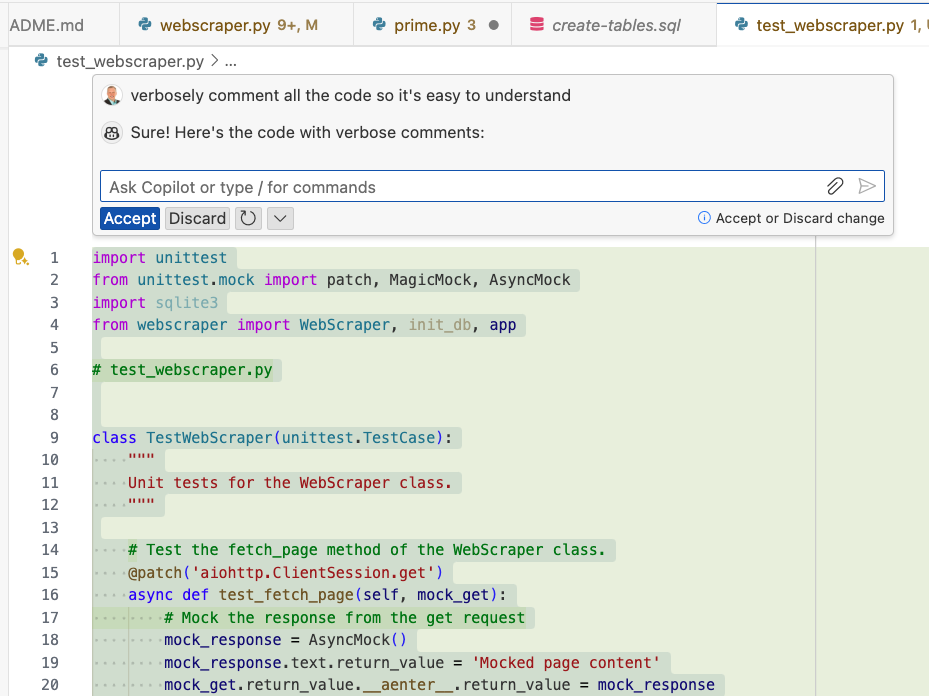 ADME.md webscraper.py 9+, M prime.py 3 create-tables.sql test_webscraper.py 1, U
test_webscraper.py > ...
verbosely comment all the code so it's easy to understand
Sure! Here's the code with verbose comments:
Ask Copilot or type / for commands
Accept Discard Accept or Discard change
1 import unittest
2 from unittest.mock import patch, MagicMock, AsyncMock
3 import sqlite3
4 from webscraper import WebScraper, init_db, app
5
6 # test_webscraper.py
7
8
9 class TestWebScraper(unittest.TestCase):
10 ····"""
11 ····Unit tests for the WebScraper class.
12 ····"""
13
14 ····# Test the fetch_page method of the WebScraper class.
15 ····@patch('aiohttp.ClientSession.get')
16 ····async def test_fetch_page(self, mock_get):
17 ········# Mock the response from the get request
18 ········mock_response = AsyncMock()
19 ········mock_response.text.return_value = 'Mocked page content'
20 ········mock_get.return_value.__aenter__.return_value = mock_response